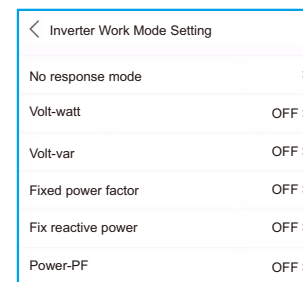 Inverter Work Mode Setting
No response mode
Volt-watt OFF
Volt-var OFF
Fixed power factor OFF
Fix reactive power OFF
Power-PF OFF